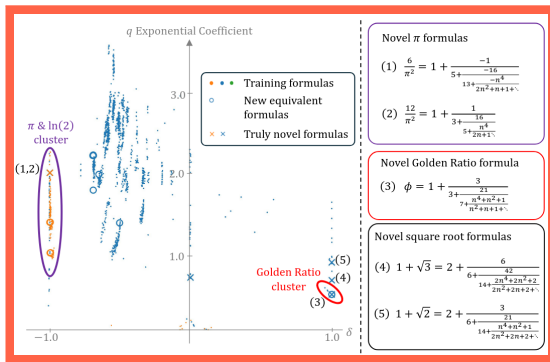 q Exponential Coefficient
3.0
2.0
1.0
−1.0
0
1.0
δ
Training formulas
New equivalent
formulas
Truly novel formulas
π & ln(2)
cluster
(1,2)
Golden Ratio
cluster
(3)
(4)
(5)
Novel π formulas
(1) 6/π² = 1 + −1/(5+ −16/(13+ −n⁴/(2n²+n+1+⋱)))
(2) 12/π² = 1 + 1/(3+ 16/(5+ n⁴/(2n+1⋱)))
Novel Golden Ratio formula
(3) ϕ = 1 + 3/(3+ 21/(7+ n⁴+n²+1/(n²+n+1+⋱)))
Novel square root formulas
(4) 1 + √3 = 2 + 6/(6+ 42/(14+ 2n⁴+2n²+2/(2n²+2n+2+⋱)))
(5) 1 + √2 = 2 + 3/(6+ 21/(14+ n⁴+n²+1/(2n²+2n+2+⋱)))